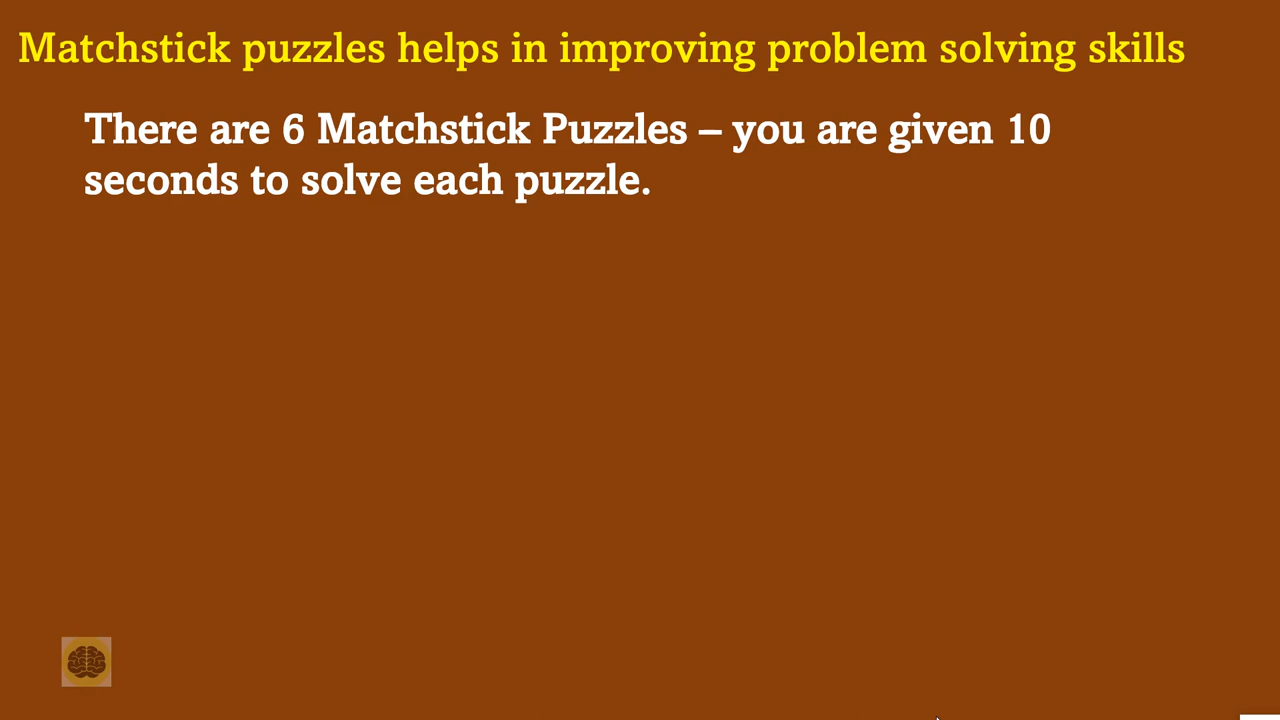 Matchstick puzzles helps in improving problem solving skills
There are 6 Matchstick Puzzles – you are given 10
seconds to solve each puzzle.